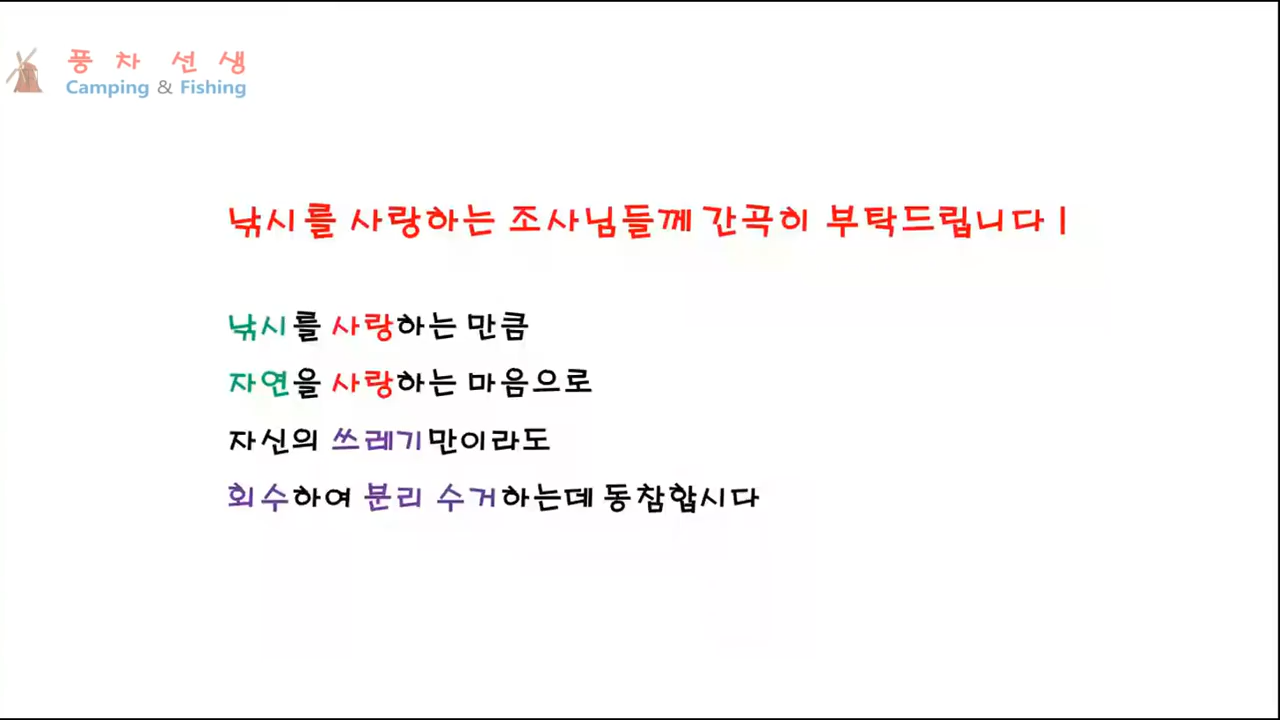 풍차선생
Camping & Fishing
낚시를 사랑하는 조사님들께 간곡히 부탁드립니다 |
낚시를 사랑하는 만큼
자연을 사랑하는 마음으로
자신의 쓰레기만이라도
회수하여 분리 수거하는데 동참합시다